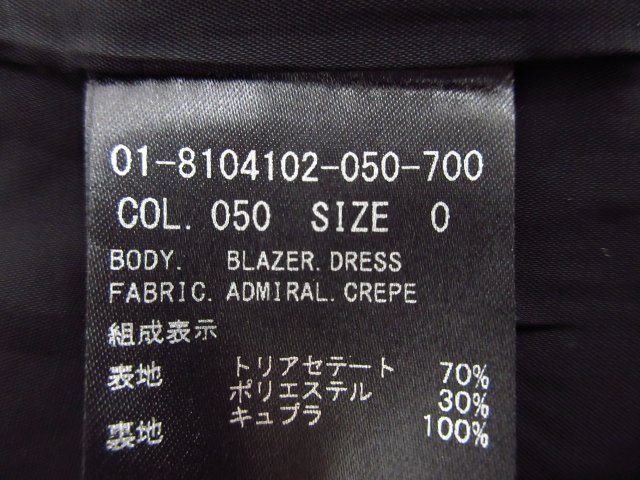 01-8104102-050-700
COL. 050 SIZE 0
BODY. BLAZER.DRESS
FABRIC. ADMIRAL.CREPE
組成表示
表地 トリアセテート 70%
ポリエステル 30%
裏地 キュプラ 100%